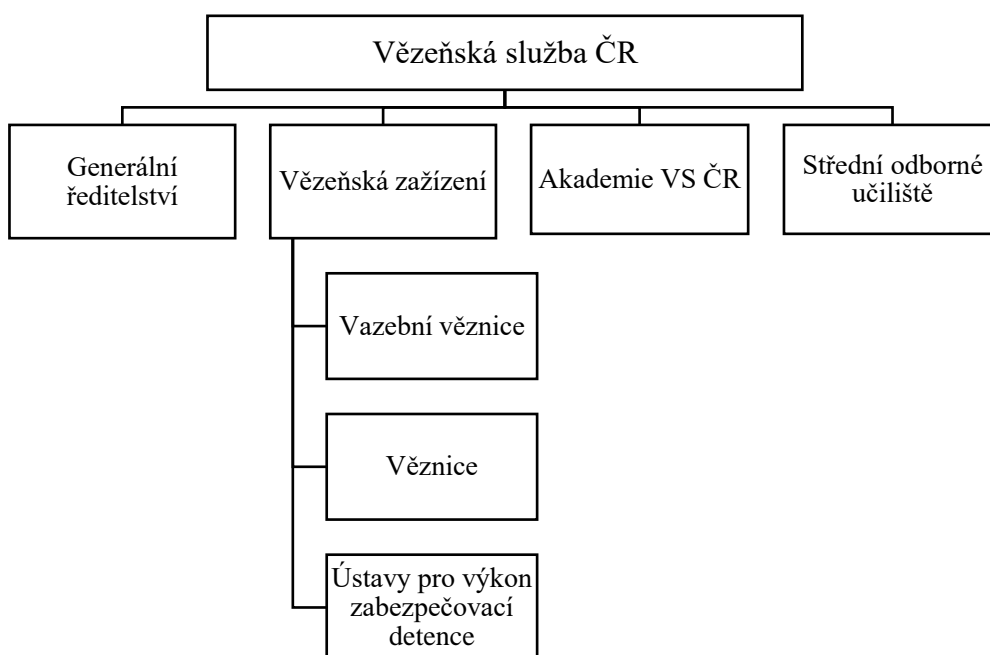 Vězeňská služba ČR
Generální
ředitelství
Vězeňská zažízení
Akademie VS ČR
Střední odborné
učiliště
Vazební věznice
Věznice
Ústavy pro výkon
zabezpečovací
detence